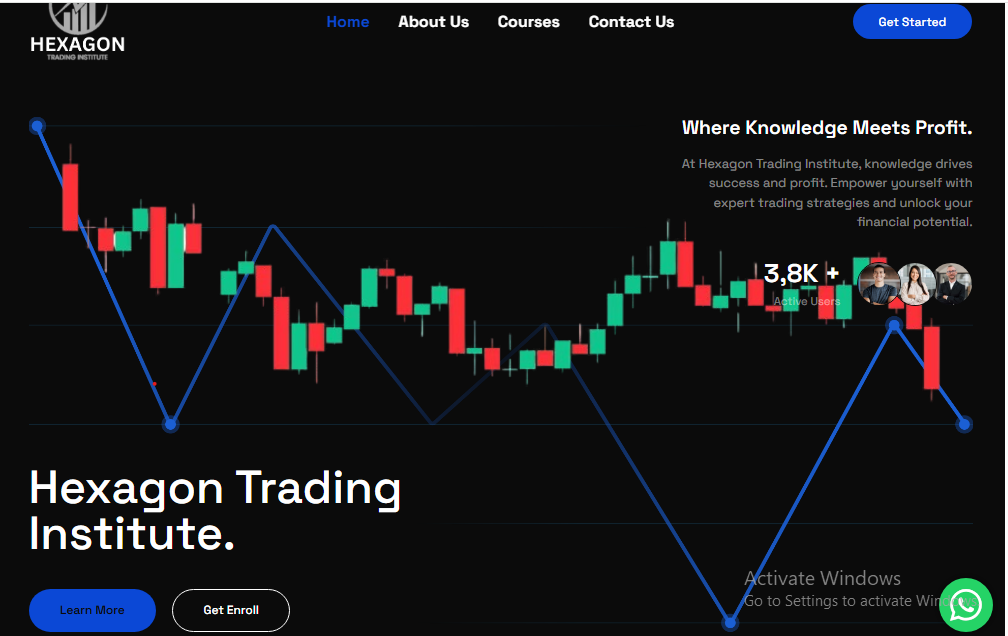 HEXAGON
TRADING INSTITUTE
Home
About Us
Courses
Contact Us
Get Started
Where Knowledge Meets Profit.
At Hexagon Trading Institute, knowledge drives
success and profit. Empower yourself with
expert trading strategies and unlock your
financial potential.
3,8K +
Active Users
Hexagon Trading
Institute.
Learn More
Get Enroll
Activate Windows
Go to Settings to activate Windows.